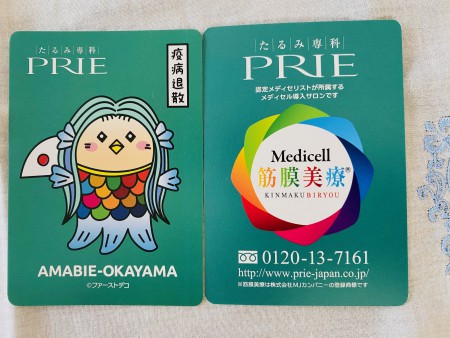 たるみ専科
PRIE
疫病退散
AMABIE-OKAYAMA
©ファーストデコ
たるみ専科
PRIE
認定メディセリストが所属する
メディセル導入サロンです
Medicell
筋膜美療®
KINMAKUBIRYOU
0120-13-7161
http://www.prie-japan.co.jp/
※筋膜美療は株式会社MJカンパニーの登録商標です